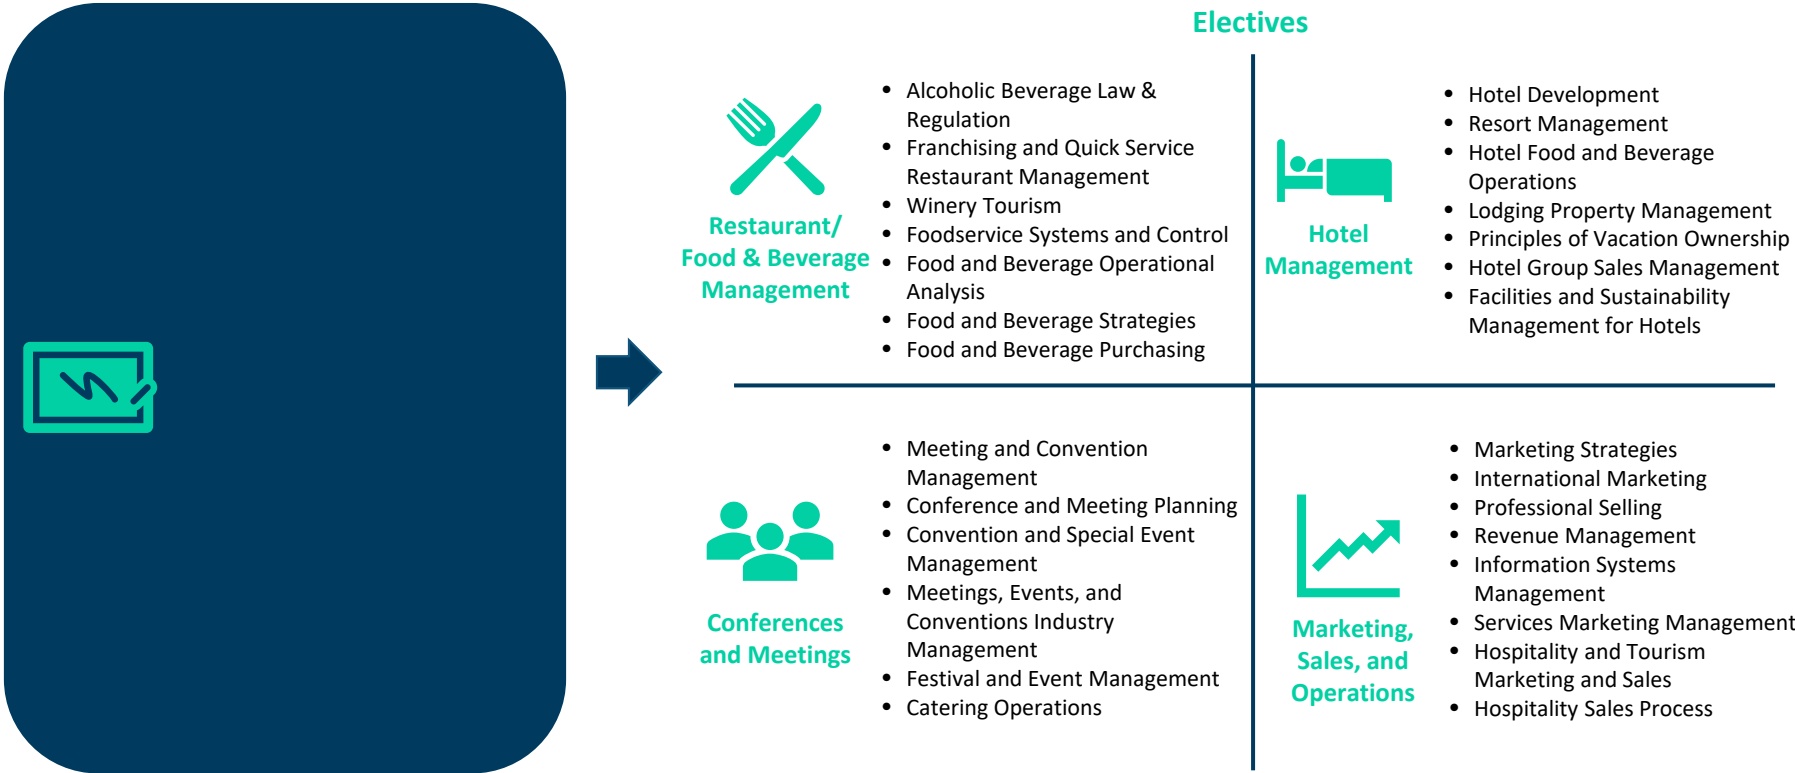 Electives
Restaurant/
Food & Beverage
Management
• Alcoholic Beverage Law &
Regulation
• Franchising and Quick Service
Restaurant Management
• Winery Tourism
• Foodservice Systems and Control
• Food and Beverage Operational
Analysis
• Food and Beverage Strategies
• Food and Beverage Purchasing
Hotel
Management
• Hotel Development
• Resort Management
• Hotel Food and Beverage
Operations
• Lodging Property Management
• Principles of Vacation Ownership
• Hotel Group Sales Management
• Facilities and Sustainability
Management for Hotels
Conferences
and Meetings
• Meeting and Convention
Management
• Conference and Meeting Planning
• Convention and Special Event
Management
• Meetings, Events, and
Conventions Industry
Management
• Festival and Event Management
• Catering Operations
Marketing,
Sales, and
Operations
• Marketing Strategies
• International Marketing
• Professional Selling
• Revenue Management
• Information Systems
Management
• Services Marketing Management
• Hospitality and Tourism
Marketing and Sales
• Hospitality Sales Process